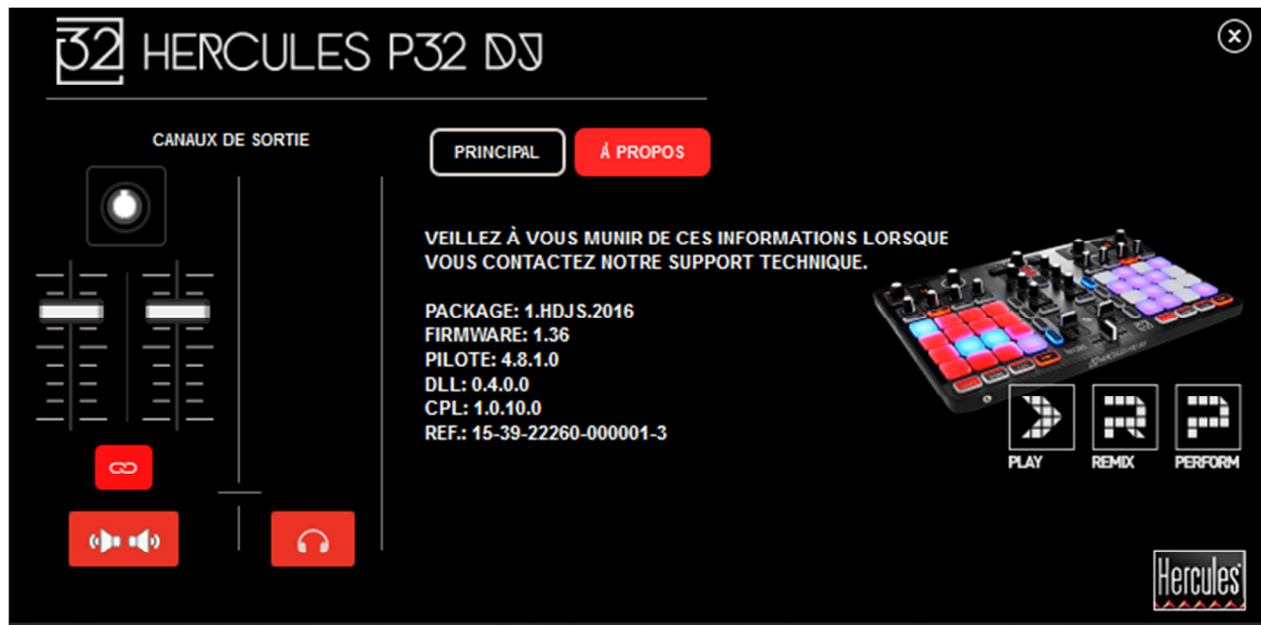 P32 HERCULES P32 DJ
CANAUX DE SORTIE
PRINCIPAL
À PROPOS
VEILLEZ À VOUS MUNIR DE CES INFORMATIONS LORSQUE
VOUS CONTACTEZ NOTRE SUPPORT TECHNIQUE.
PACKAGE: 1.HDJS.2016
FIRMWARE: 1.36
PILOTE: 4.8.1.0
DLL: 0.4.0.0
CPL: 1.0.10.0
REF.: 15-39-22260-000001-3
PLAY
REMIX
PERFORM
Hercules